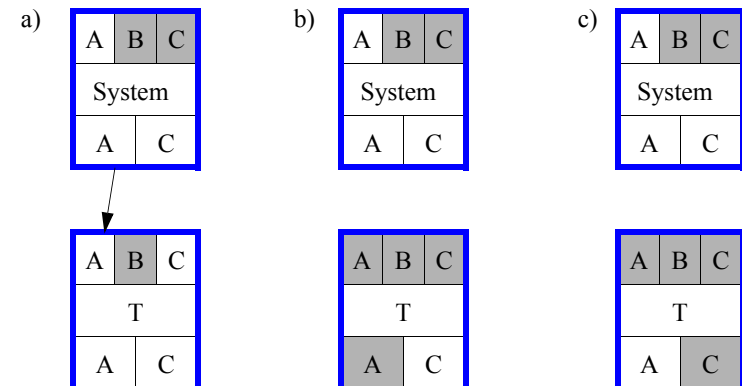 a) A B C b) A B C c) A B C
System System System
A C A C A C
A B C A B C A B C
T T T
A C A C A C